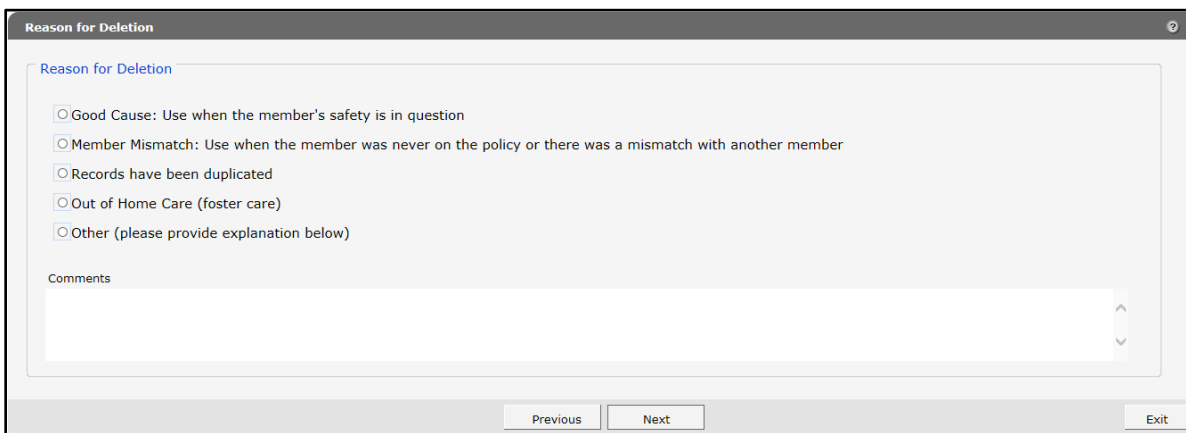 Reason for Deletion
?
Reason for Deletion
Good Cause: Use when the member's safety is in question
Member Mismatch: Use when the member was never on the policy or there was a mismatch with another member
Records have been duplicated
Out of Home Care (foster care)
Other (please provide explanation below)
Comments
Previous Next Exit